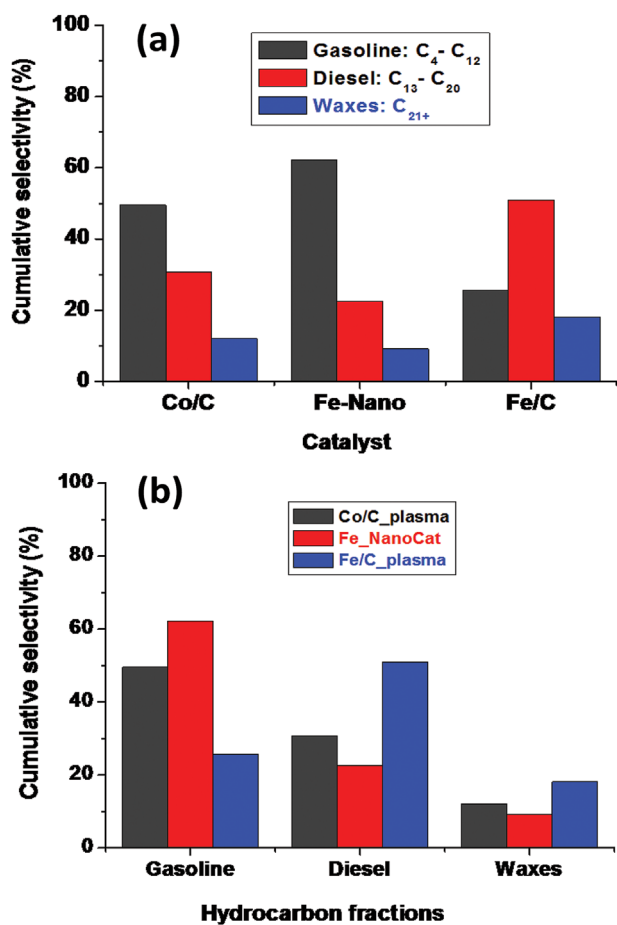 (a)
Gasoline: C4- C12
Diesel: C13- C20
Waxes: C21+
Cumulative selectivity (%)
100
80
60
40
20
0
Co/C Fe-Nano Fe/C
Catalyst
(b)
Co/C_plasma
Fe_NanoCat
Fe/C_plasma
Cumulative selectivity (%)
100
80
60
40
20
0
Gasoline Diesel Waxes
Hydrocarbon fractions